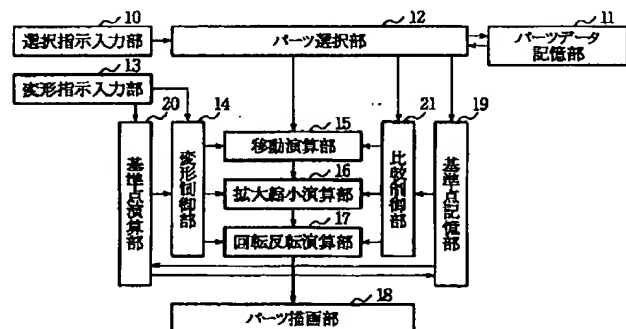 10
選択指示入力部
12
パーツ選択部
11
パーツデータ
記憶部
13
変形指示入力部
20
基準点演算部
14
変形制御部
15
移動演算部
16
拡大縮小演算部
17
回転反転演算部
21
比較制御部
19
基準点記憶部
18
パーツ描画部